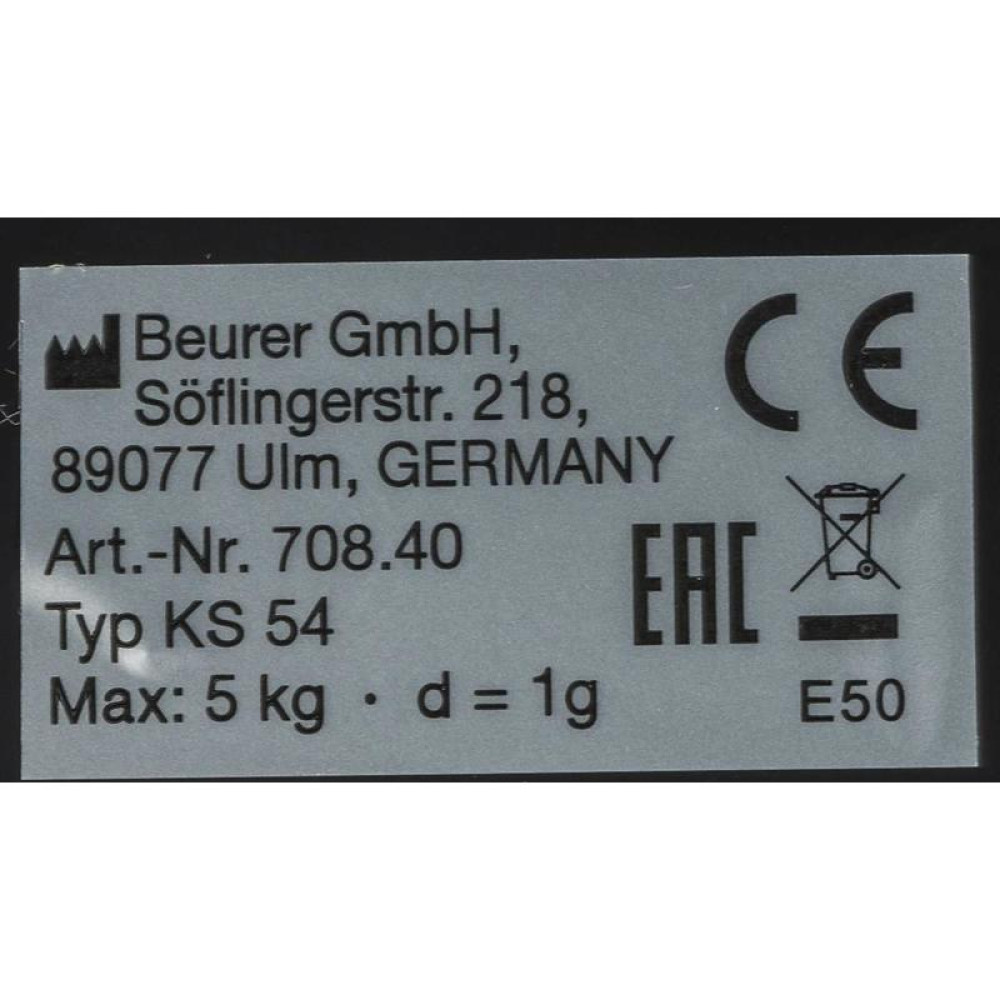 Beurer GmbH,
Söflingerstr. 218,
89077 Ulm, GERMANY
Art.-Nr. 708.40
Typ KS 54
Max: 5 kg · d = 1g
CE
EAC
E50